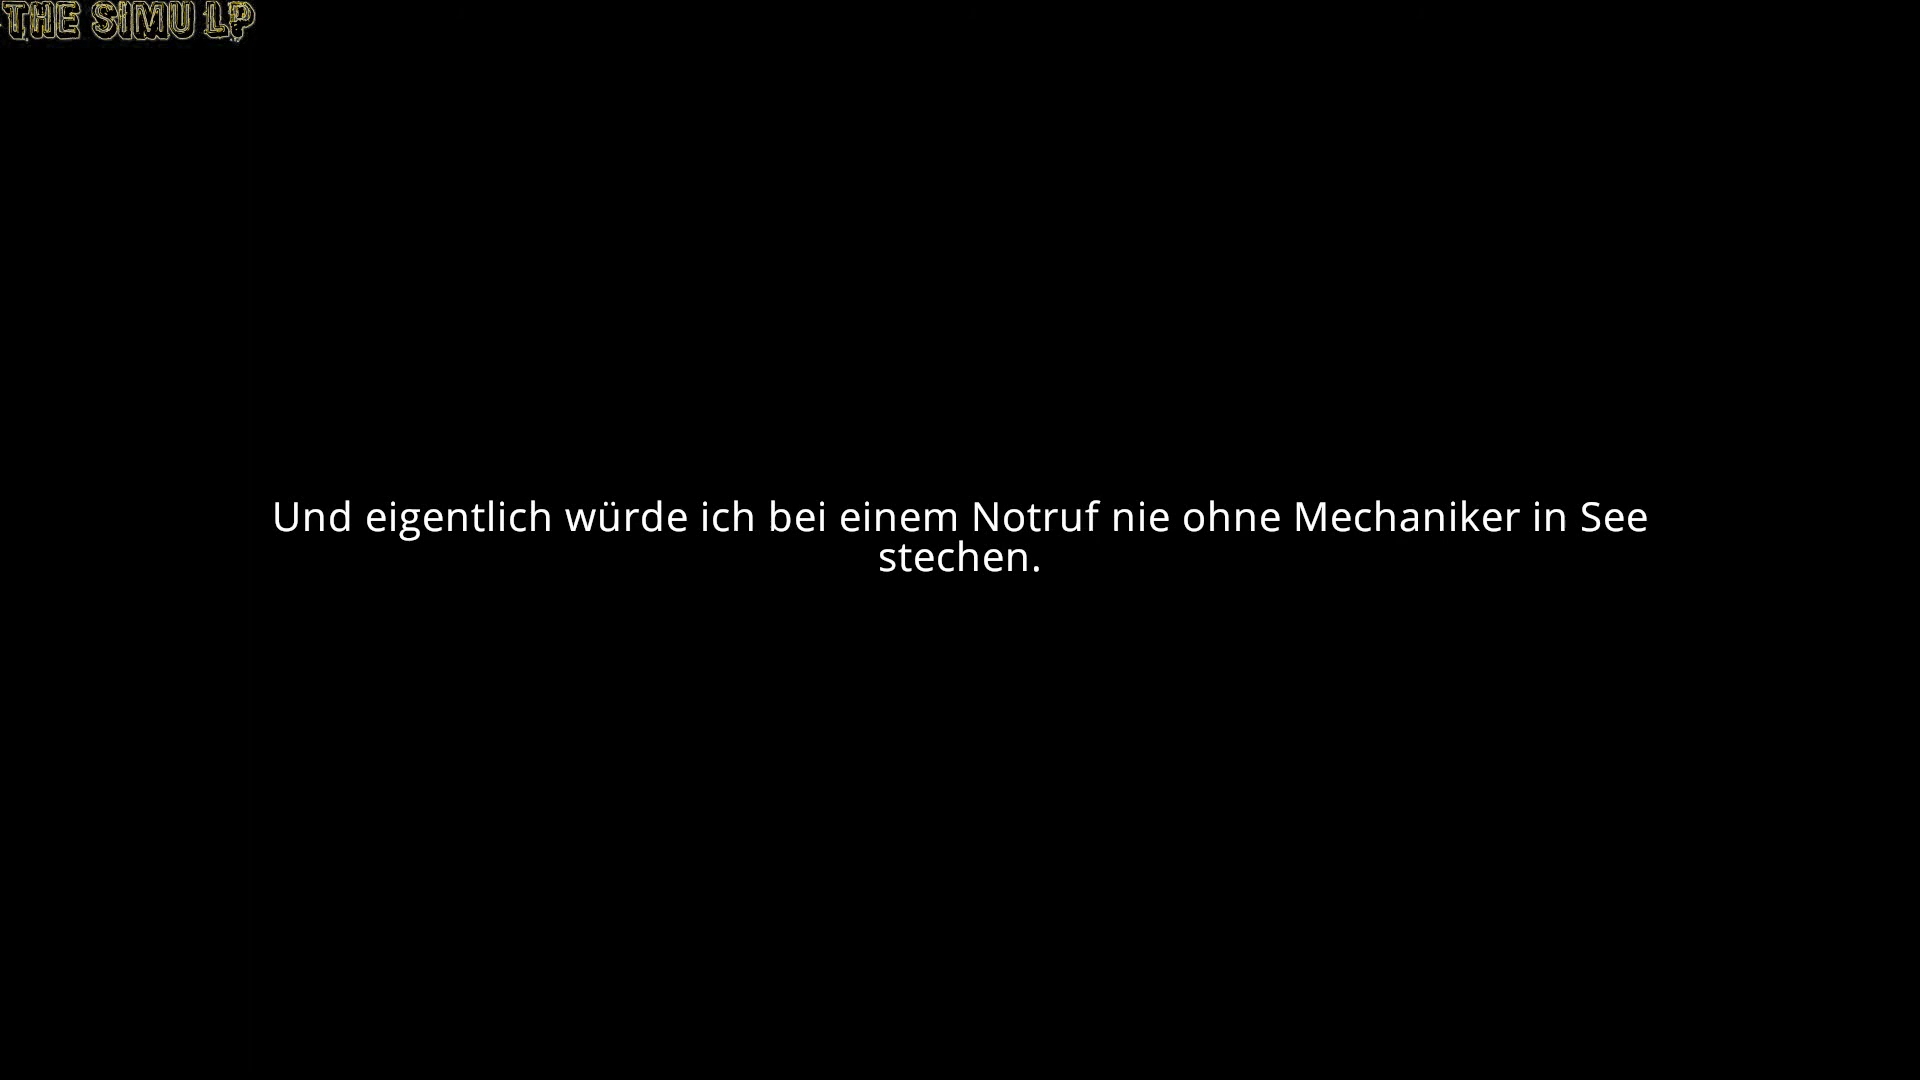 THE SIMU LP
Und eigentlich würde ich bei einem Notruf nie ohne Mechaniker in See
stechen.